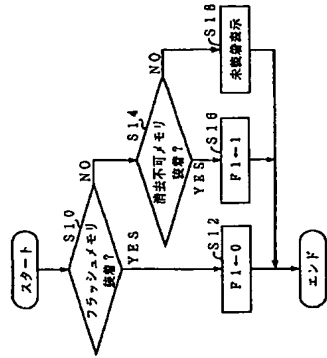 スタート
S10
フラッシュメモリ
装着?
NO
YES
S14
消去不可メモリ
装着?
NO
YES
S12
F1←0
S16
F1←1
S18
未装着表示
エンド